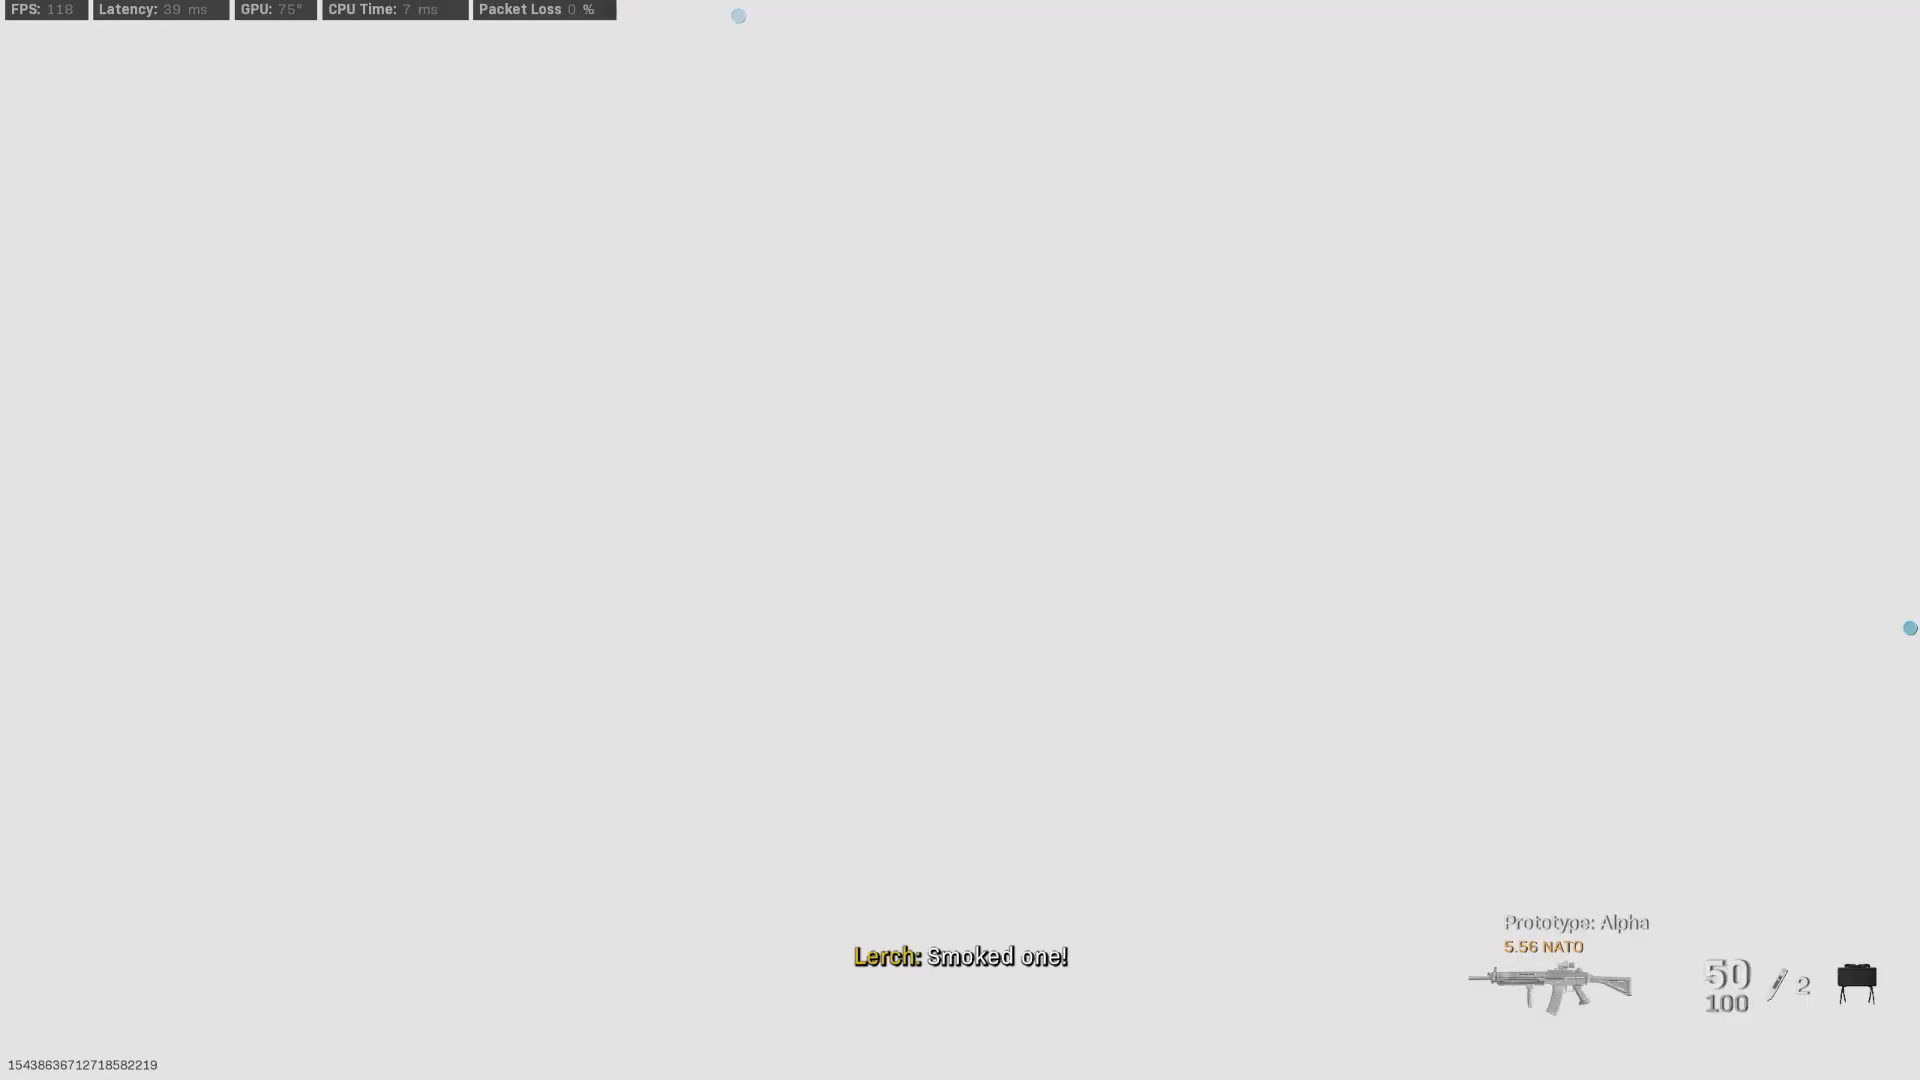 FPS: 118 Latency: 39 ms GPU: 75° CPU Time: 7 ms Packet Loss 0 %
Prototype: Alpha
5.56 NATO
Lerch: Smoked one!
50
100
2
15438636712718582219